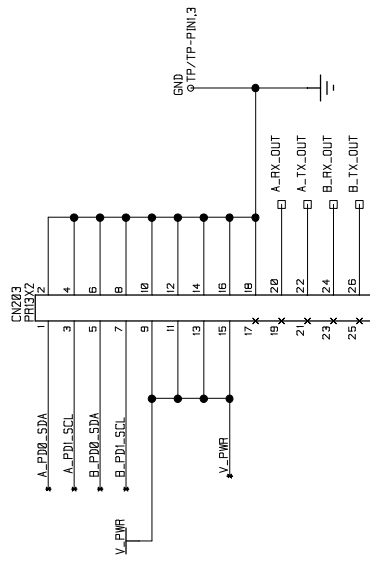 CN203
PR13X2
1
2
3
4
5
6
7
8
9
10
11
12
13
14
15
16
17
18
19
20
21
22
23
24
25
26
A_PD0_SDA
A_PD1_SCL
B_PD0_SDA
B_PD1_SCL
V_PWR
V_PWR
GND
TP/TP-PIN1,3
A_RX_OUT
A_TX_OUT
B_RX_OUT
B_TX_OUT